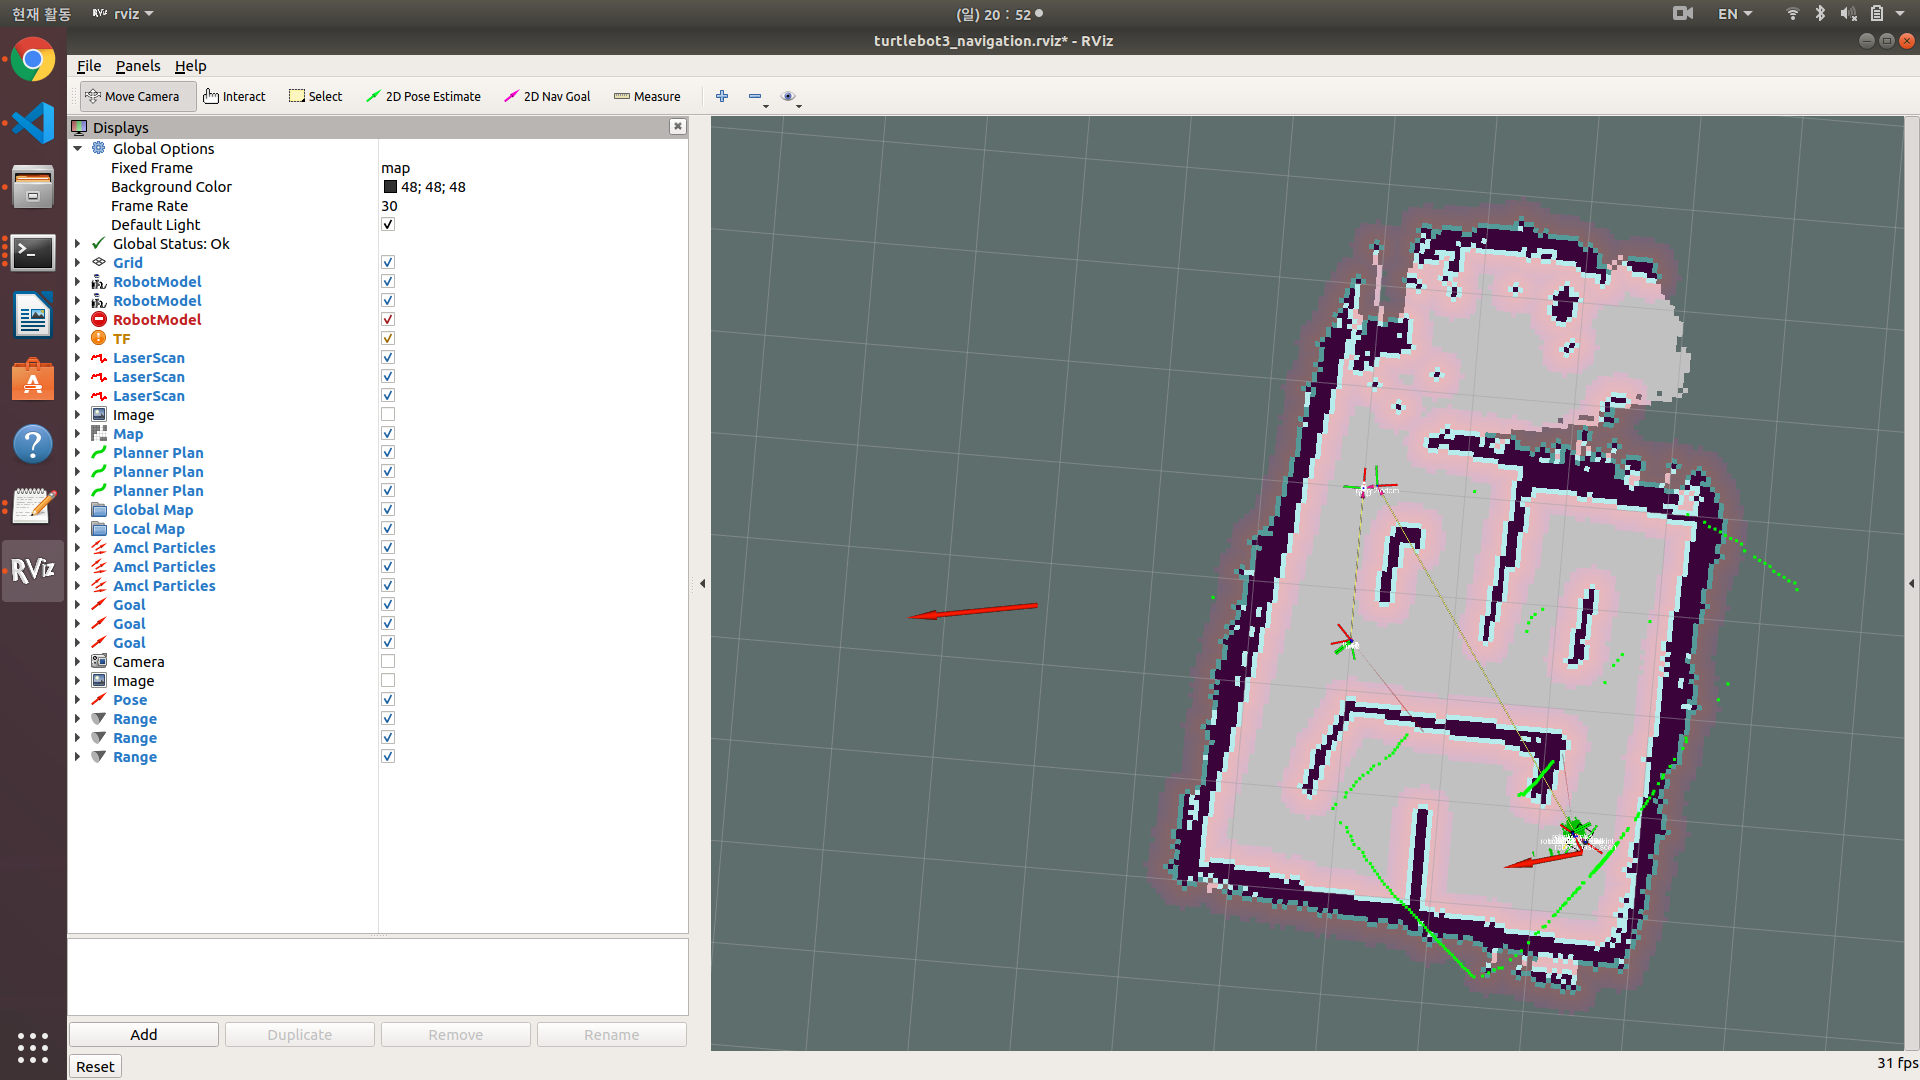 현재 활동
RViz rviz
(일) 20 : 52
EN
turtlebot3_navigation.rviz* - RViz
File Panels Help
Move Camera Interact Select 2D Pose Estimate 2D Nav Goal Measure
Displays
Global Options
Fixed Frame map
Background Color 48; 48; 48
Frame Rate 30
Default Light
Global Status: Ok
Grid
RobotModel
RobotModel
RobotModel
TF
LaserScan
LaserScan
LaserScan
Image
Map
Planner Plan
Planner Plan
Planner Plan
Global Map
Local Map
Amcl Particles
Amcl Particles
Amcl Particles
Goal
Goal
Goal
Camera
Image
Pose
Range
Range
Range
RViz
Add Duplicate Remove Rename
Reset
31 fps